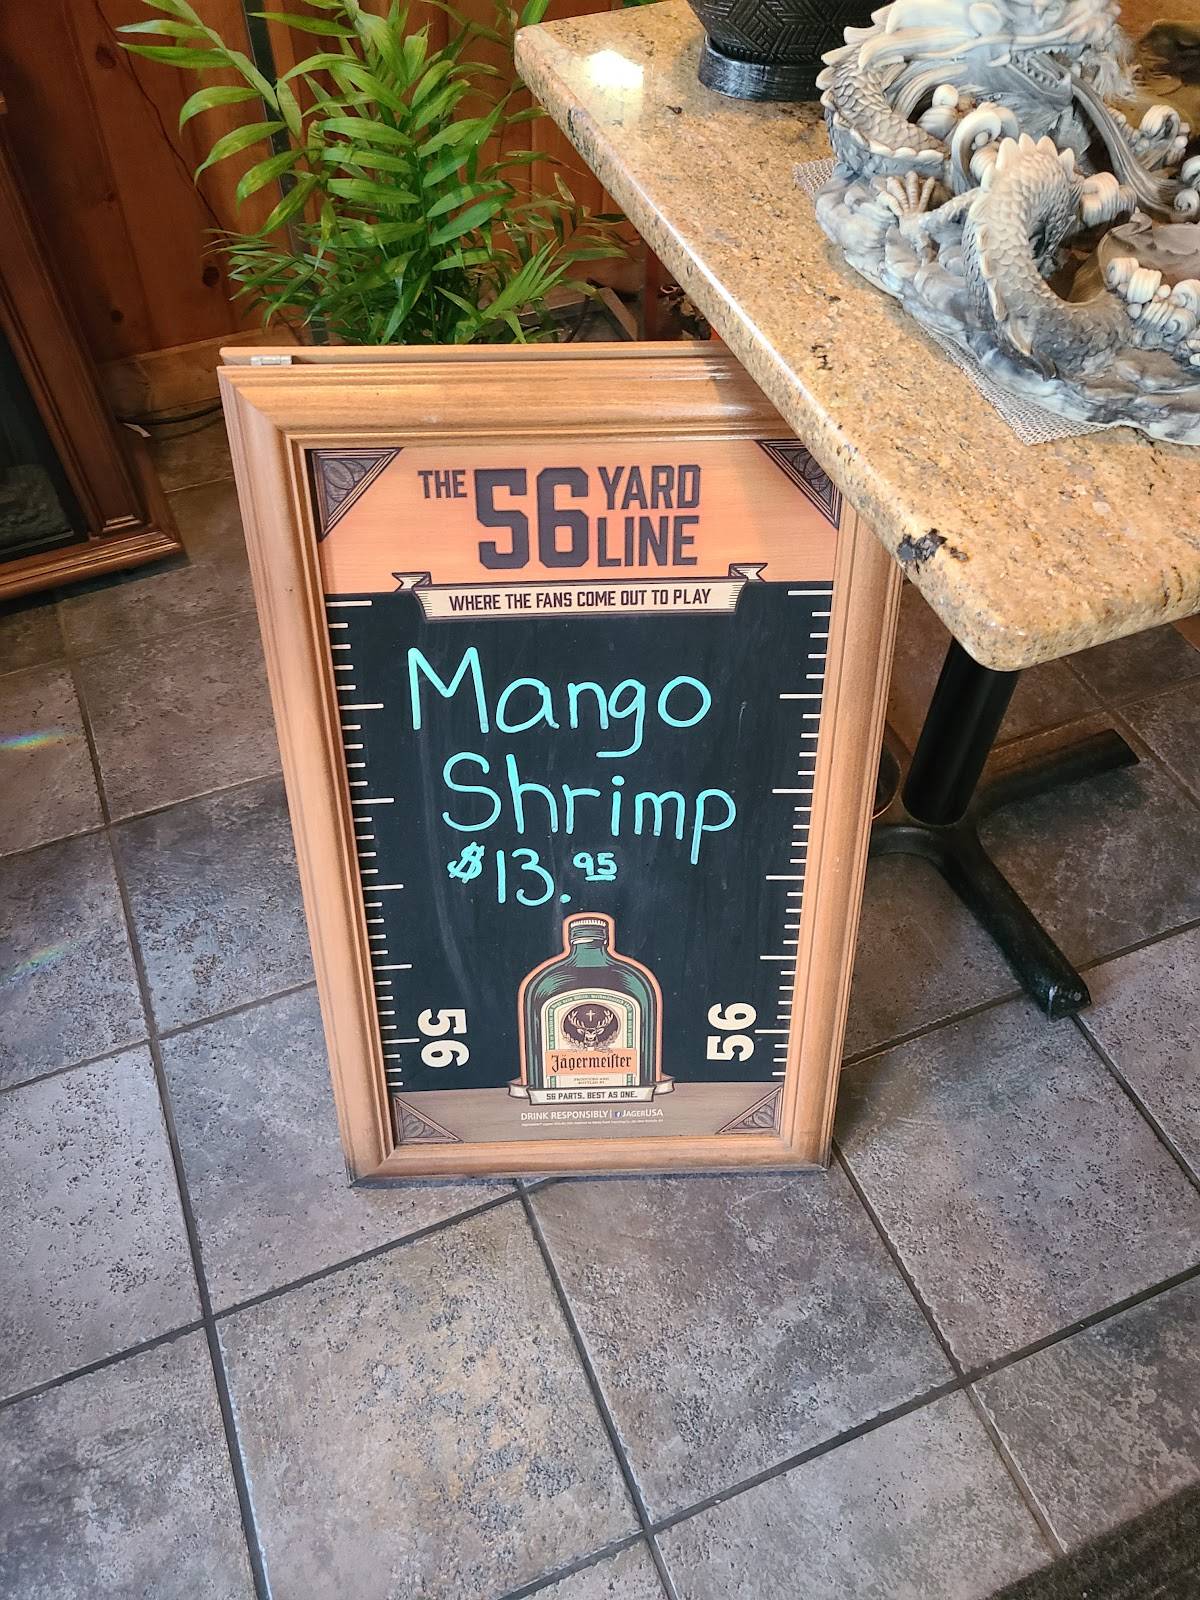 THE 56 YARD LINE
WHERE THE FANS COME OUT TO PLAY
Mango
Shrimp
$13.95
56
56
Jägermeister
56 PARTS. BEST AS ONE.
DRINK RESPONSIBLY | f JAGERUSA